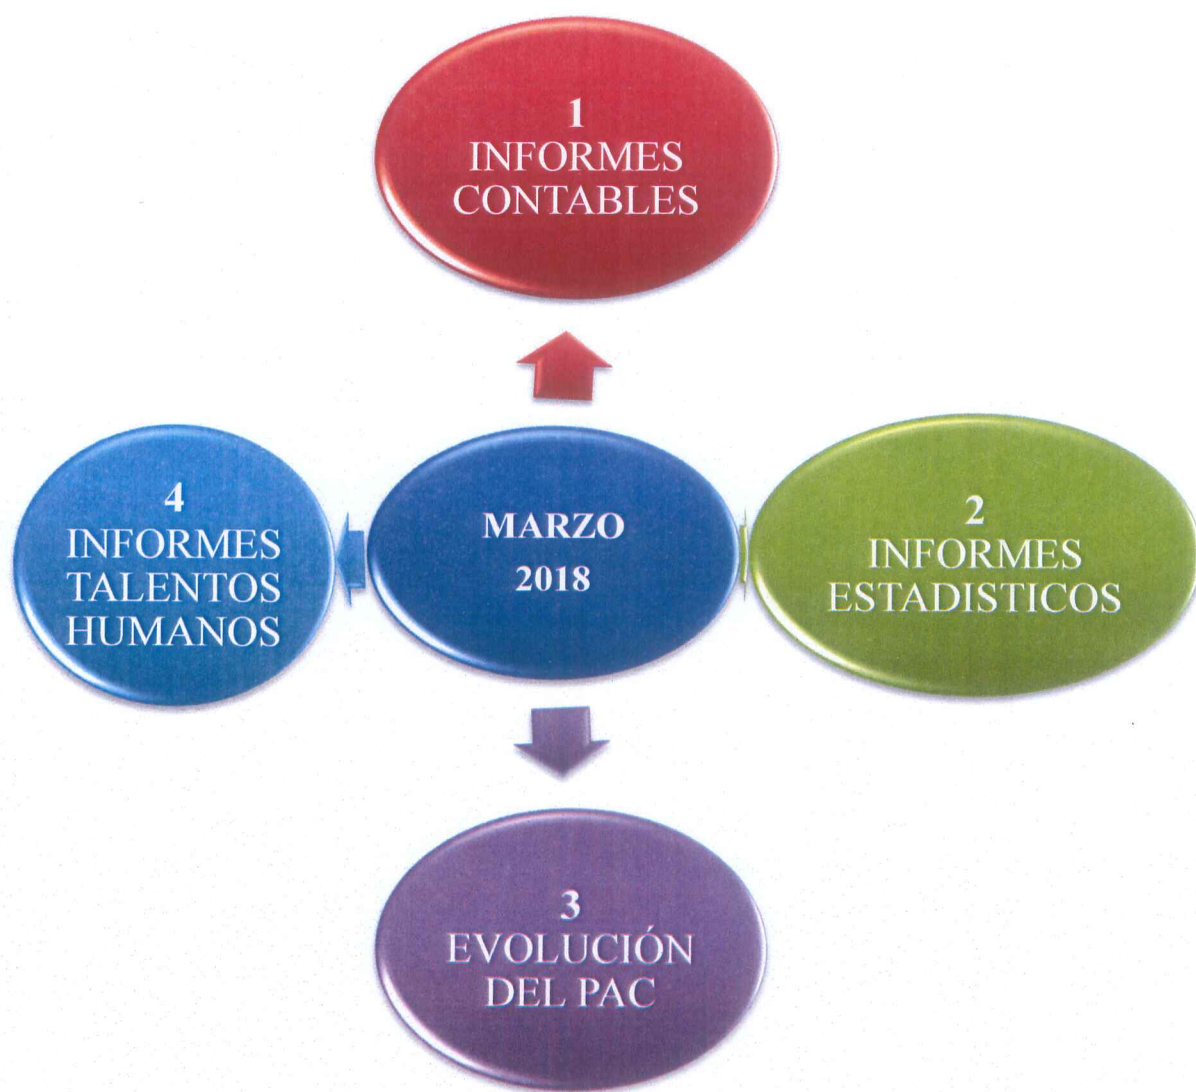 1
INFORMES
CONTABLES
4
INFORMES
TALENTOS
HUMANOS
MARZO
2018
2
INFORMES
ESTADISTICOS
3
EVOLUCIÓN
DEL PAC